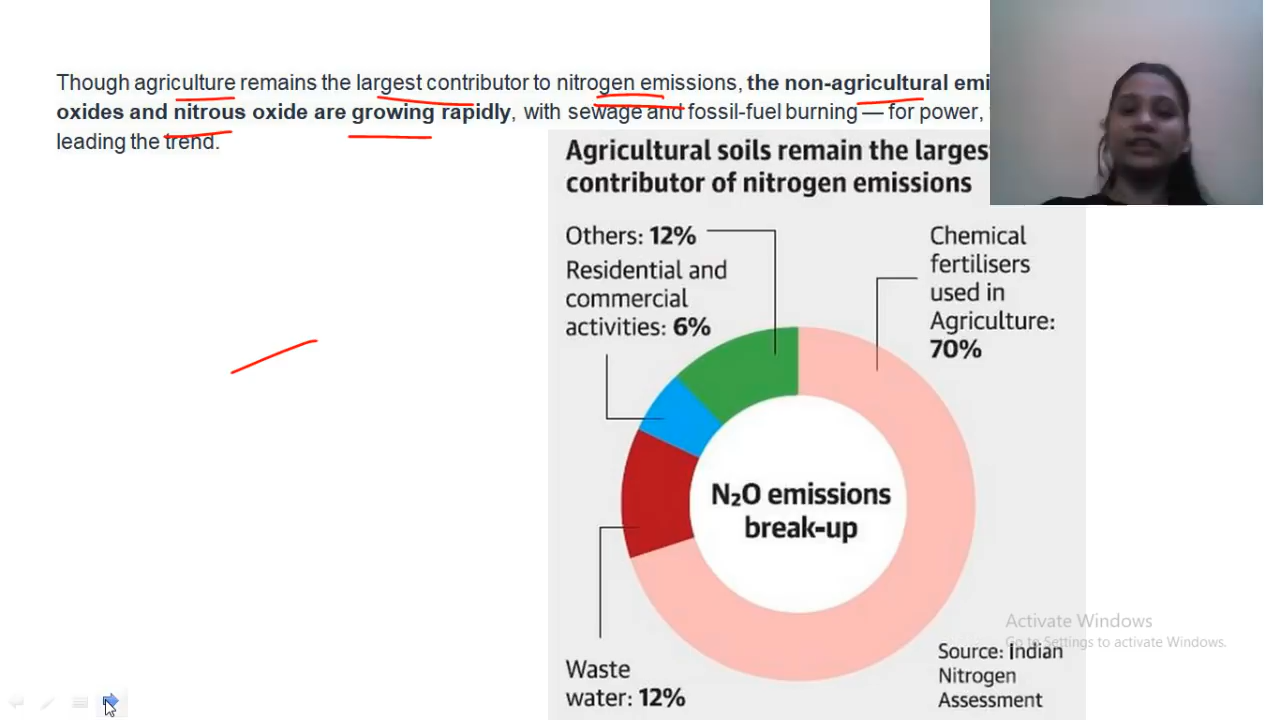 Though agriculture remains the largest contributor to nitrogen emissions, the non-agricultural
oxides and nitrous oxide are growing rapidly, with sewage and fossil-fuel burning — for power,
leading the trend.
Agricultural soils remain the
contributor of nitrogen emissions
Others: 12%
Residential and
commercial
activities: 6%
Chemical
fertilisers
used in
Agriculture:
70%
N₂O emissions
break-up
Waste
water: 12%
Source: Indian
Nitrogen
Assessment
Activate Windows
Go to Settings to activate Windows.